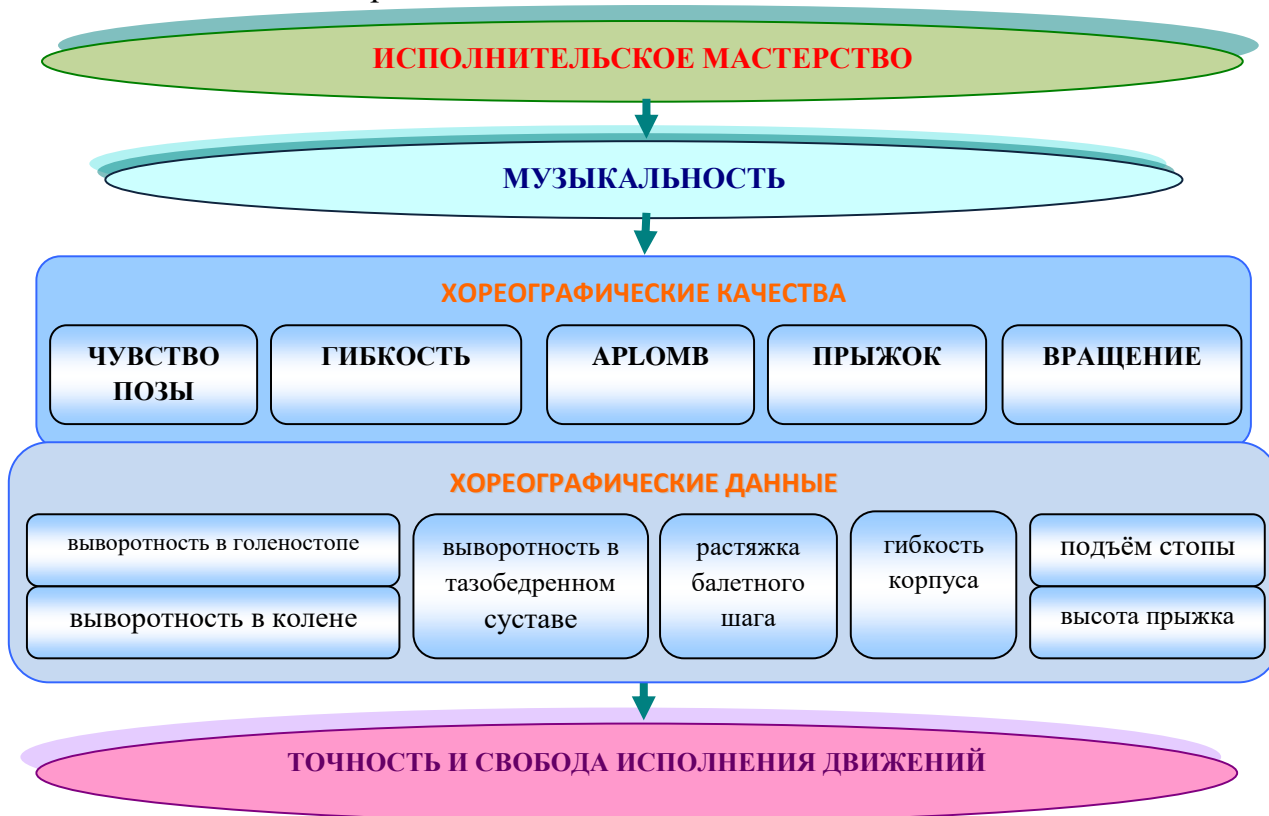 ИСПОЛНИТЕЛЬСКОЕ МАСТЕРСТВО
МУЗЫКАЛЬНОСТЬ
ХОРЕОГРАФИЧЕСКИЕ КАЧЕСТВА
ЧУВСТВО
ПОЗЫ
ГИБКОСТЬ
APLOMB
ПРЫЖОК
ВРАЩЕНИЕ
ХОРЕОГРАФИЧЕСКИЕ ДАННЫЕ
выворотность в голеностопе
выворотность в колене
выворотность в
тазобедренном
суставе
растяжка
балетного
шага
гибкость
корпуса
подъём стопы
высота прыжка
ТОЧНОСТЬ И СВОБОДА ИСПОЛНЕНИЯ ДВИЖЕНИЙ